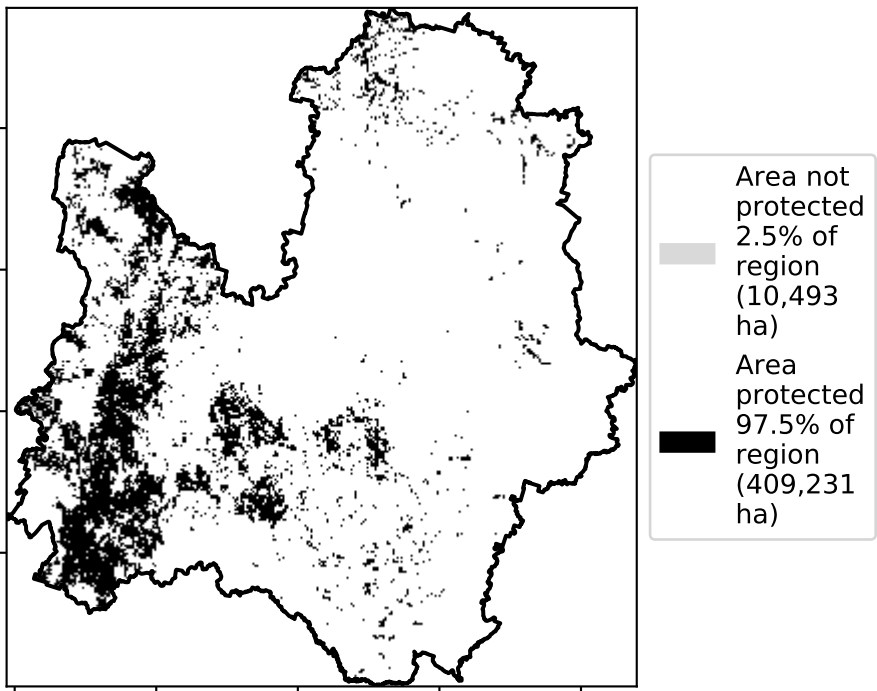 Area not
protected
2.5% of
region
(10,493
ha)
Area
protected
97.5% of
region
(409,231
ha)